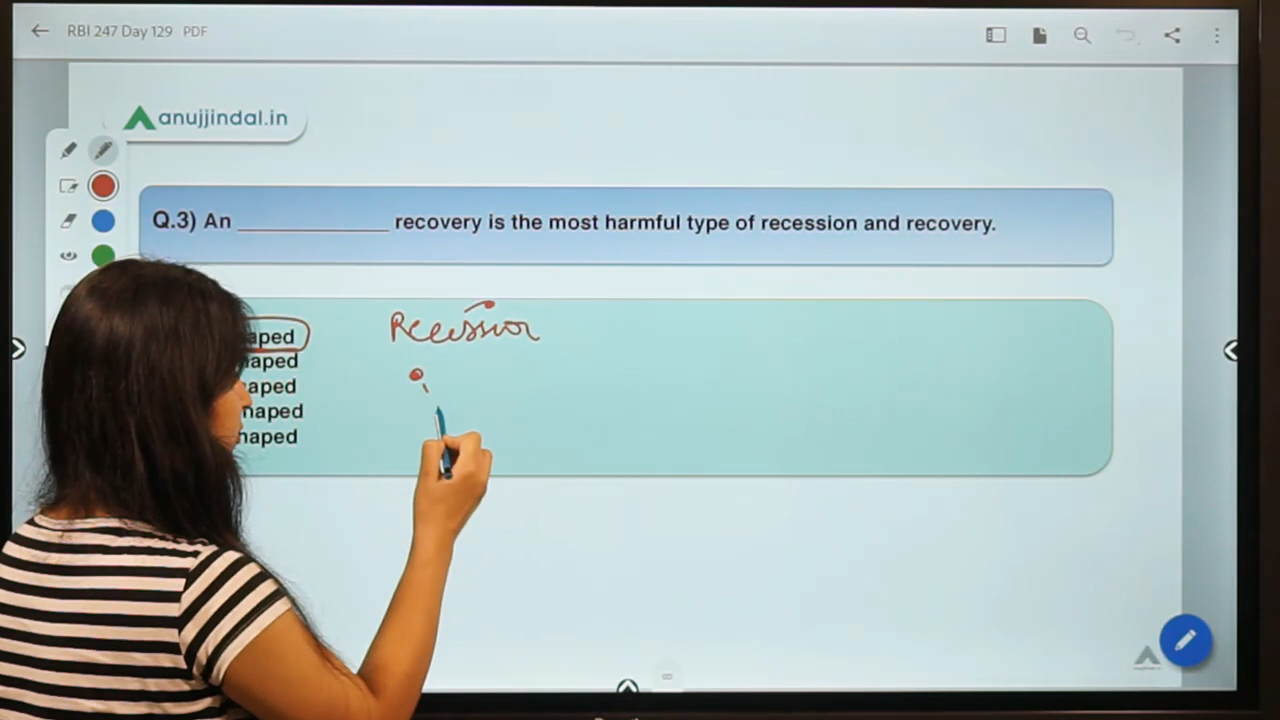 RBI 247 Day 129 PDF
anujjindal.in
Q.3) An ____________ recovery is the most harmful type of recession and recovery.
Recession
aped
haped
aped
haped
haped